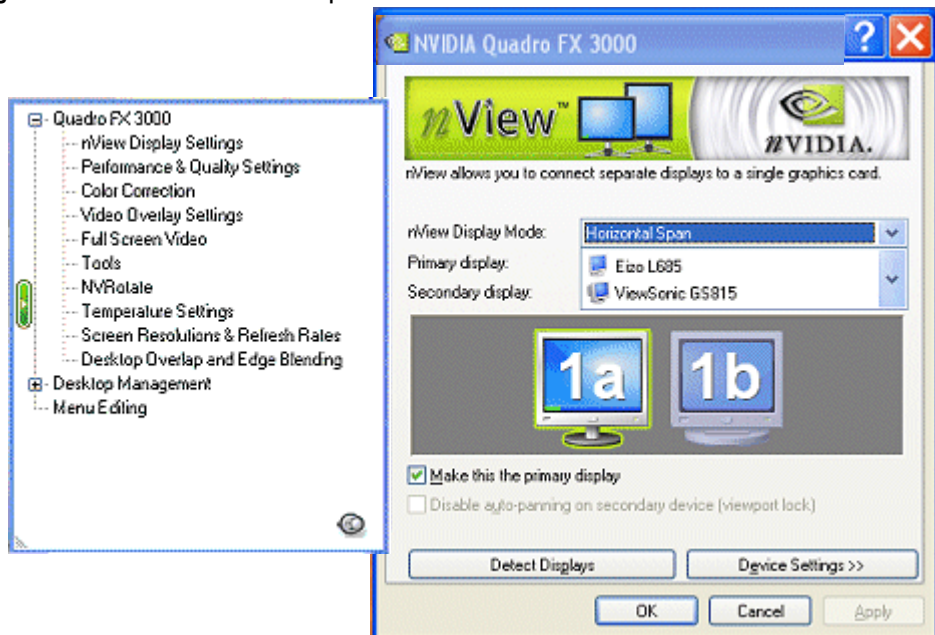 NVIDIA Quadro FX 3000
Quadro FX 3000
nView Display Settings
Performance & Quality Settings
Color Correction
Video Overlay Settings
Full Screen Video
Tools
NVRotate
Temperature Settings
Screen Resolutions & Refresh Rates
Desktop Overlap and Edge Blending
Desktop Management
Menu Editing
nView™
nVIDIA.
nView allows you to connect separate displays to a single graphics card.
nView Display Mode: Horizontal Span
Primary display: Eizo L685
Secondary display: ViewSonic GS815
1a 1b
Make this the primary display
Disable auto-panning on secondary device (viewport lock)
Detect Displays Device Settings >>
OK Cancel Apply